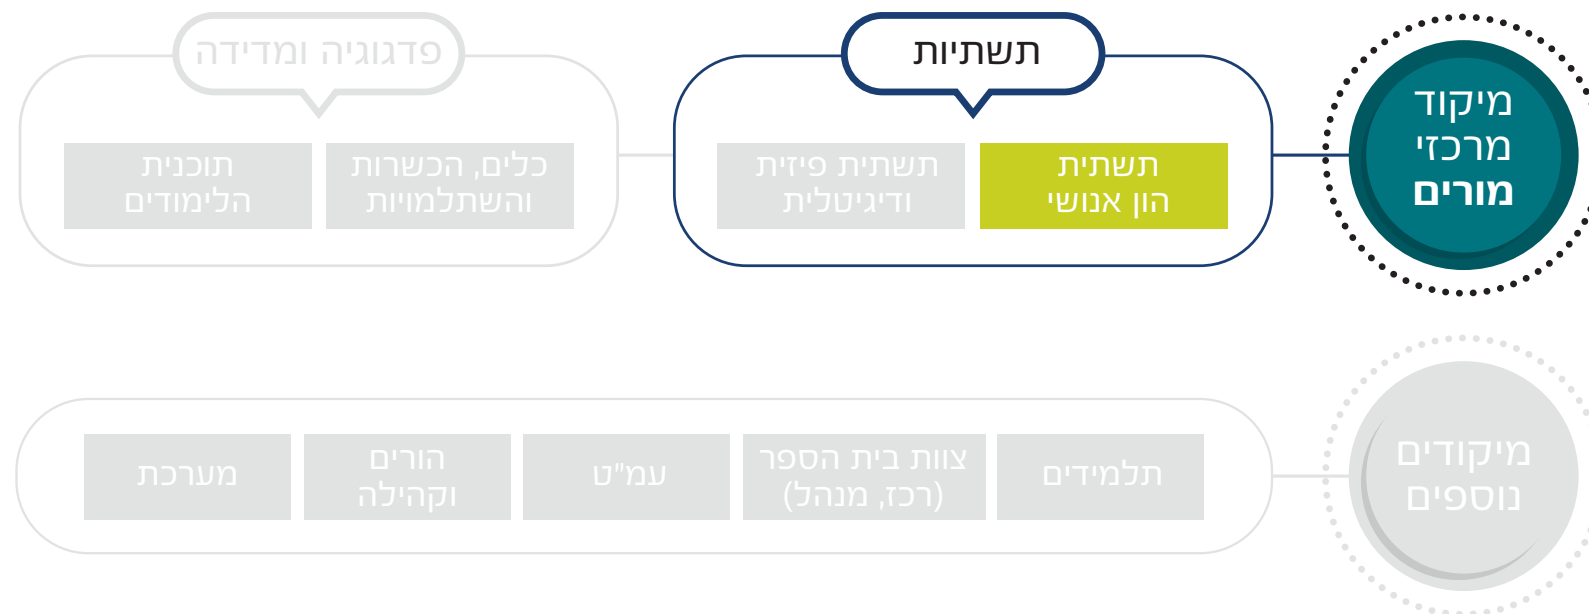 מיקוד
מרכזי
מורים
תשתיות
תשתית
הון אנושי
תשתית פיזית
ודיגיטלית
פדגוגיה ומדידה
כלים, הכשרות
והשתלמויות
תוכנית
הלימודים
מיקודים
נוספים
תלמידים
צוות בית הספר
(רכז, מנהל)
עמ"ט
הורים
וקהילה
מערכת